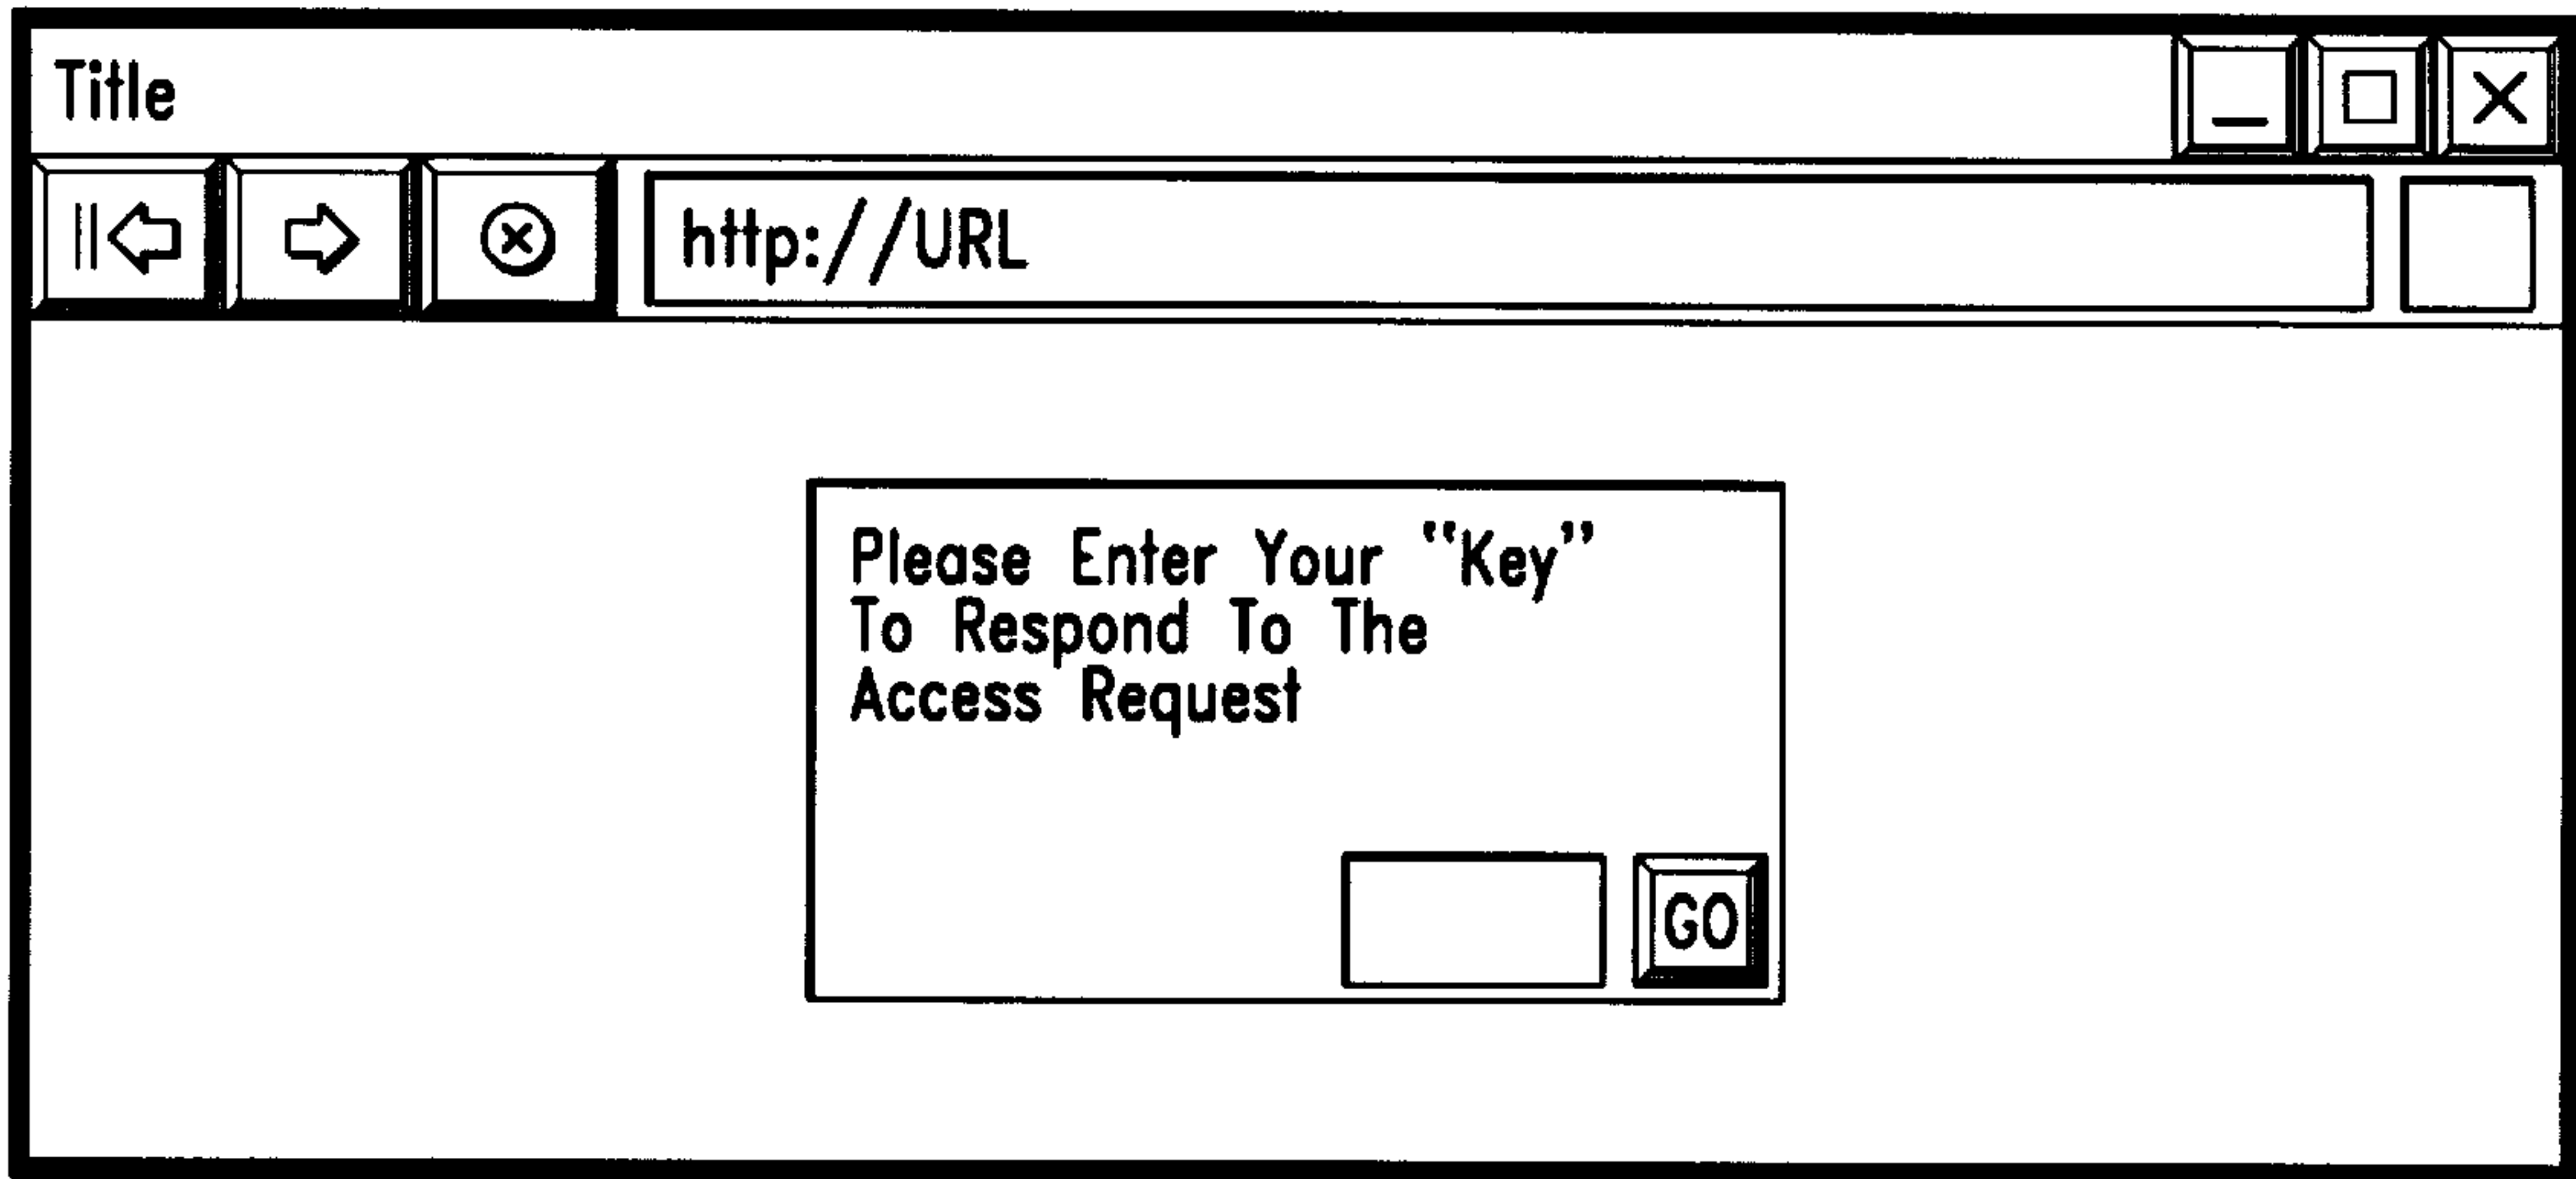 Title
http://URL
Please Enter Your “Key”
To Respond To The
Access Request
GO